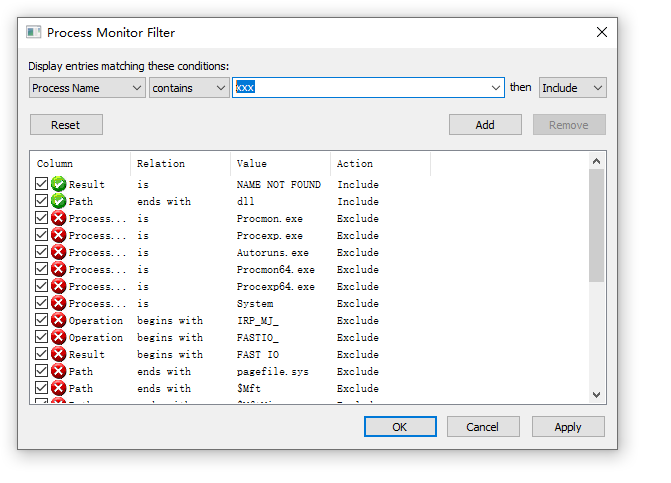 Process Monitor Filter
Display entries matching these conditions:
Process Name contains xxx then Include
Reset Add Remove
Column Relation Value Action
Result is NAME NOT FOUND Include
Path ends with dll Include
Process... is Procmon.exe Exclude
Process... is Procexp.exe Exclude
Process... is Autoruns.exe Exclude
Process... is Procmon64.exe Exclude
Process... is Procexp64.exe Exclude
Process... is System Exclude
Operation begins with IRP_MJ_ Exclude
Operation begins with FASTIO_ Exclude
Result begins with FAST IO Exclude
Path ends with pagefile.sys Exclude
Path ends with $Mft Exclude
OK Cancel Apply